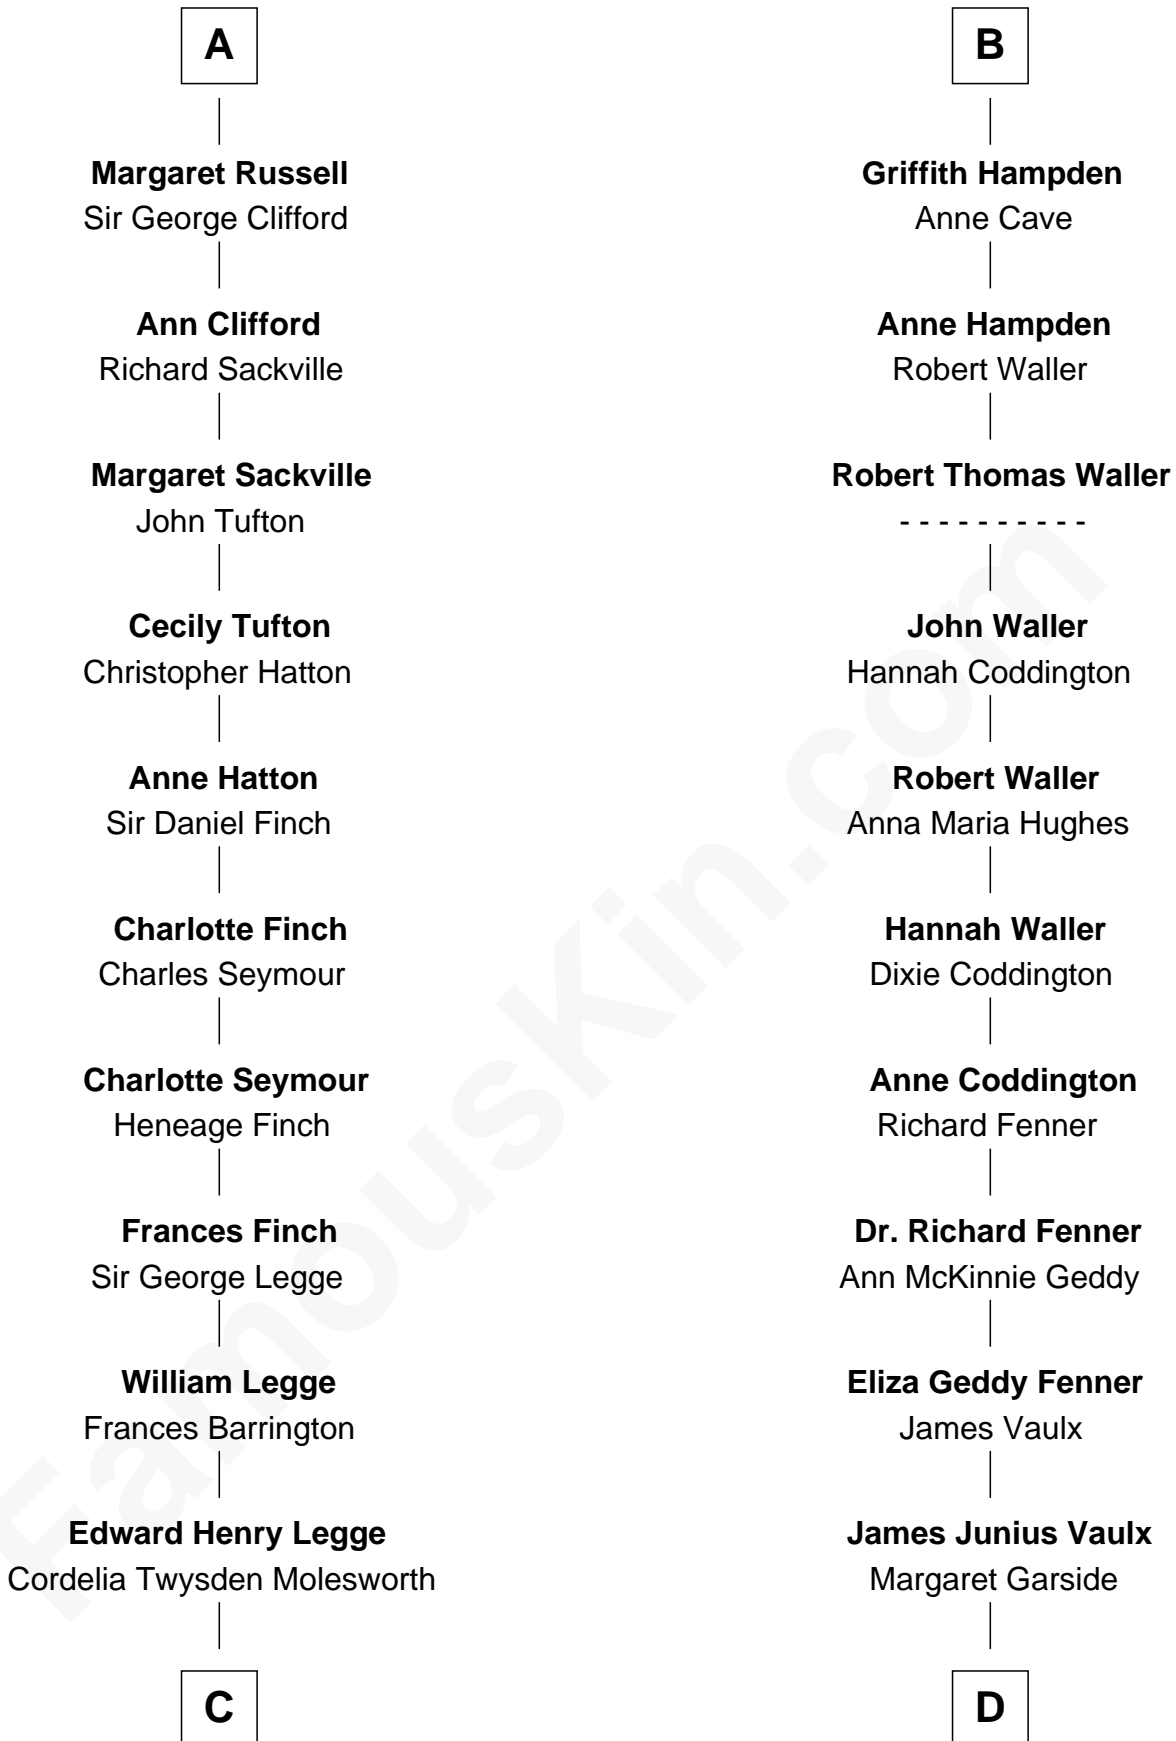 A
Margaret Russell
Sir George Clifford
Ann Clifford
Richard Sackville
Margaret Sackville
John Tufton
Cecily Tufton
Christopher Hatton
Anne Hatton
Sir Daniel Finch
Charlotte Finch
Charles Seymour
Charlotte Seymour
Heneage Finch
Frances Finch
Sir George Legge
William Legge
Frances Barrington
Edward Henry Legge
Cordelia Twysden Molesworth
C
B
Griffith Hampden
Anne Cave
Anne Hampden
Robert Waller
Robert Thomas Waller
- - - - - - - - - -
John Waller
Hannah Coddington
Robert Waller
Anna Maria Hughes
Hannah Waller
Dixie Coddington
Anne Coddington
Richard Fenner
Dr. Richard Fenner
Ann McKinnie Geddy
Eliza Geddy Fenner
James Vaulx
James Junius Vaulx
Margaret Garside
D
FamousKin.com